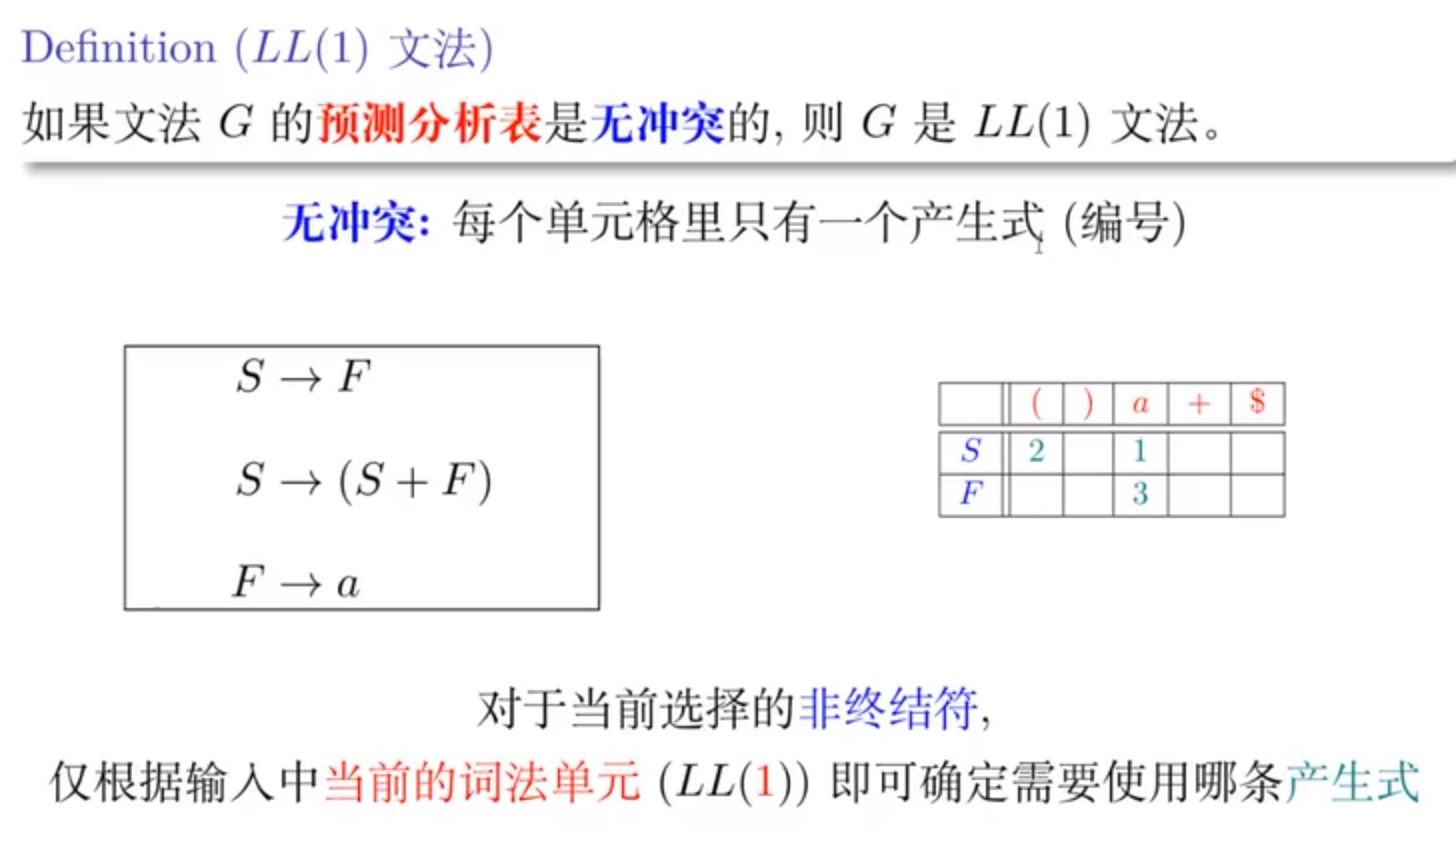 Definition (LL(1) 文法)
如果文法 G 的预测分析表是无冲突的, 则 G 是 LL(1) 文法。
无冲突: 每个单元格里只有一个产生式 (编号)
S → F
S → (S + F)
F → a
( ) a + $
S 2 1
F 3
对于当前选择的非终结符,
仅根据输入中当前的词法单元 (LL(1)) 即可确定需要使用哪条产生式